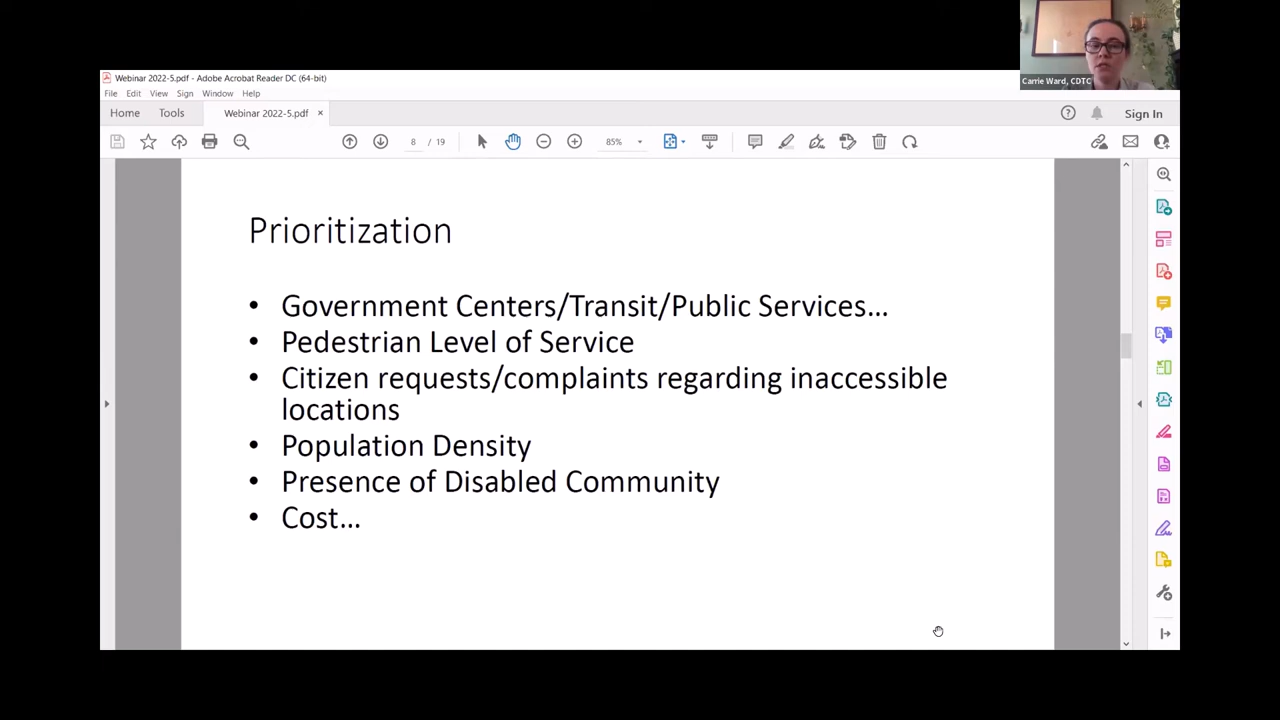 Carrie Ward, CDTC
Webinar 2022-5.pdf - Adobe Acrobat Reader DC (64-bit)
File Edit View Sign Window Help
Home Tools Webinar 2022-5.pdf × Sign In
8 / 19 85%
Prioritization
• Government Centers/Transit/Public Services...
• Pedestrian Level of Service
• Citizen requests/complaints regarding inaccessible
locations
• Population Density
• Presence of Disabled Community
• Cost...